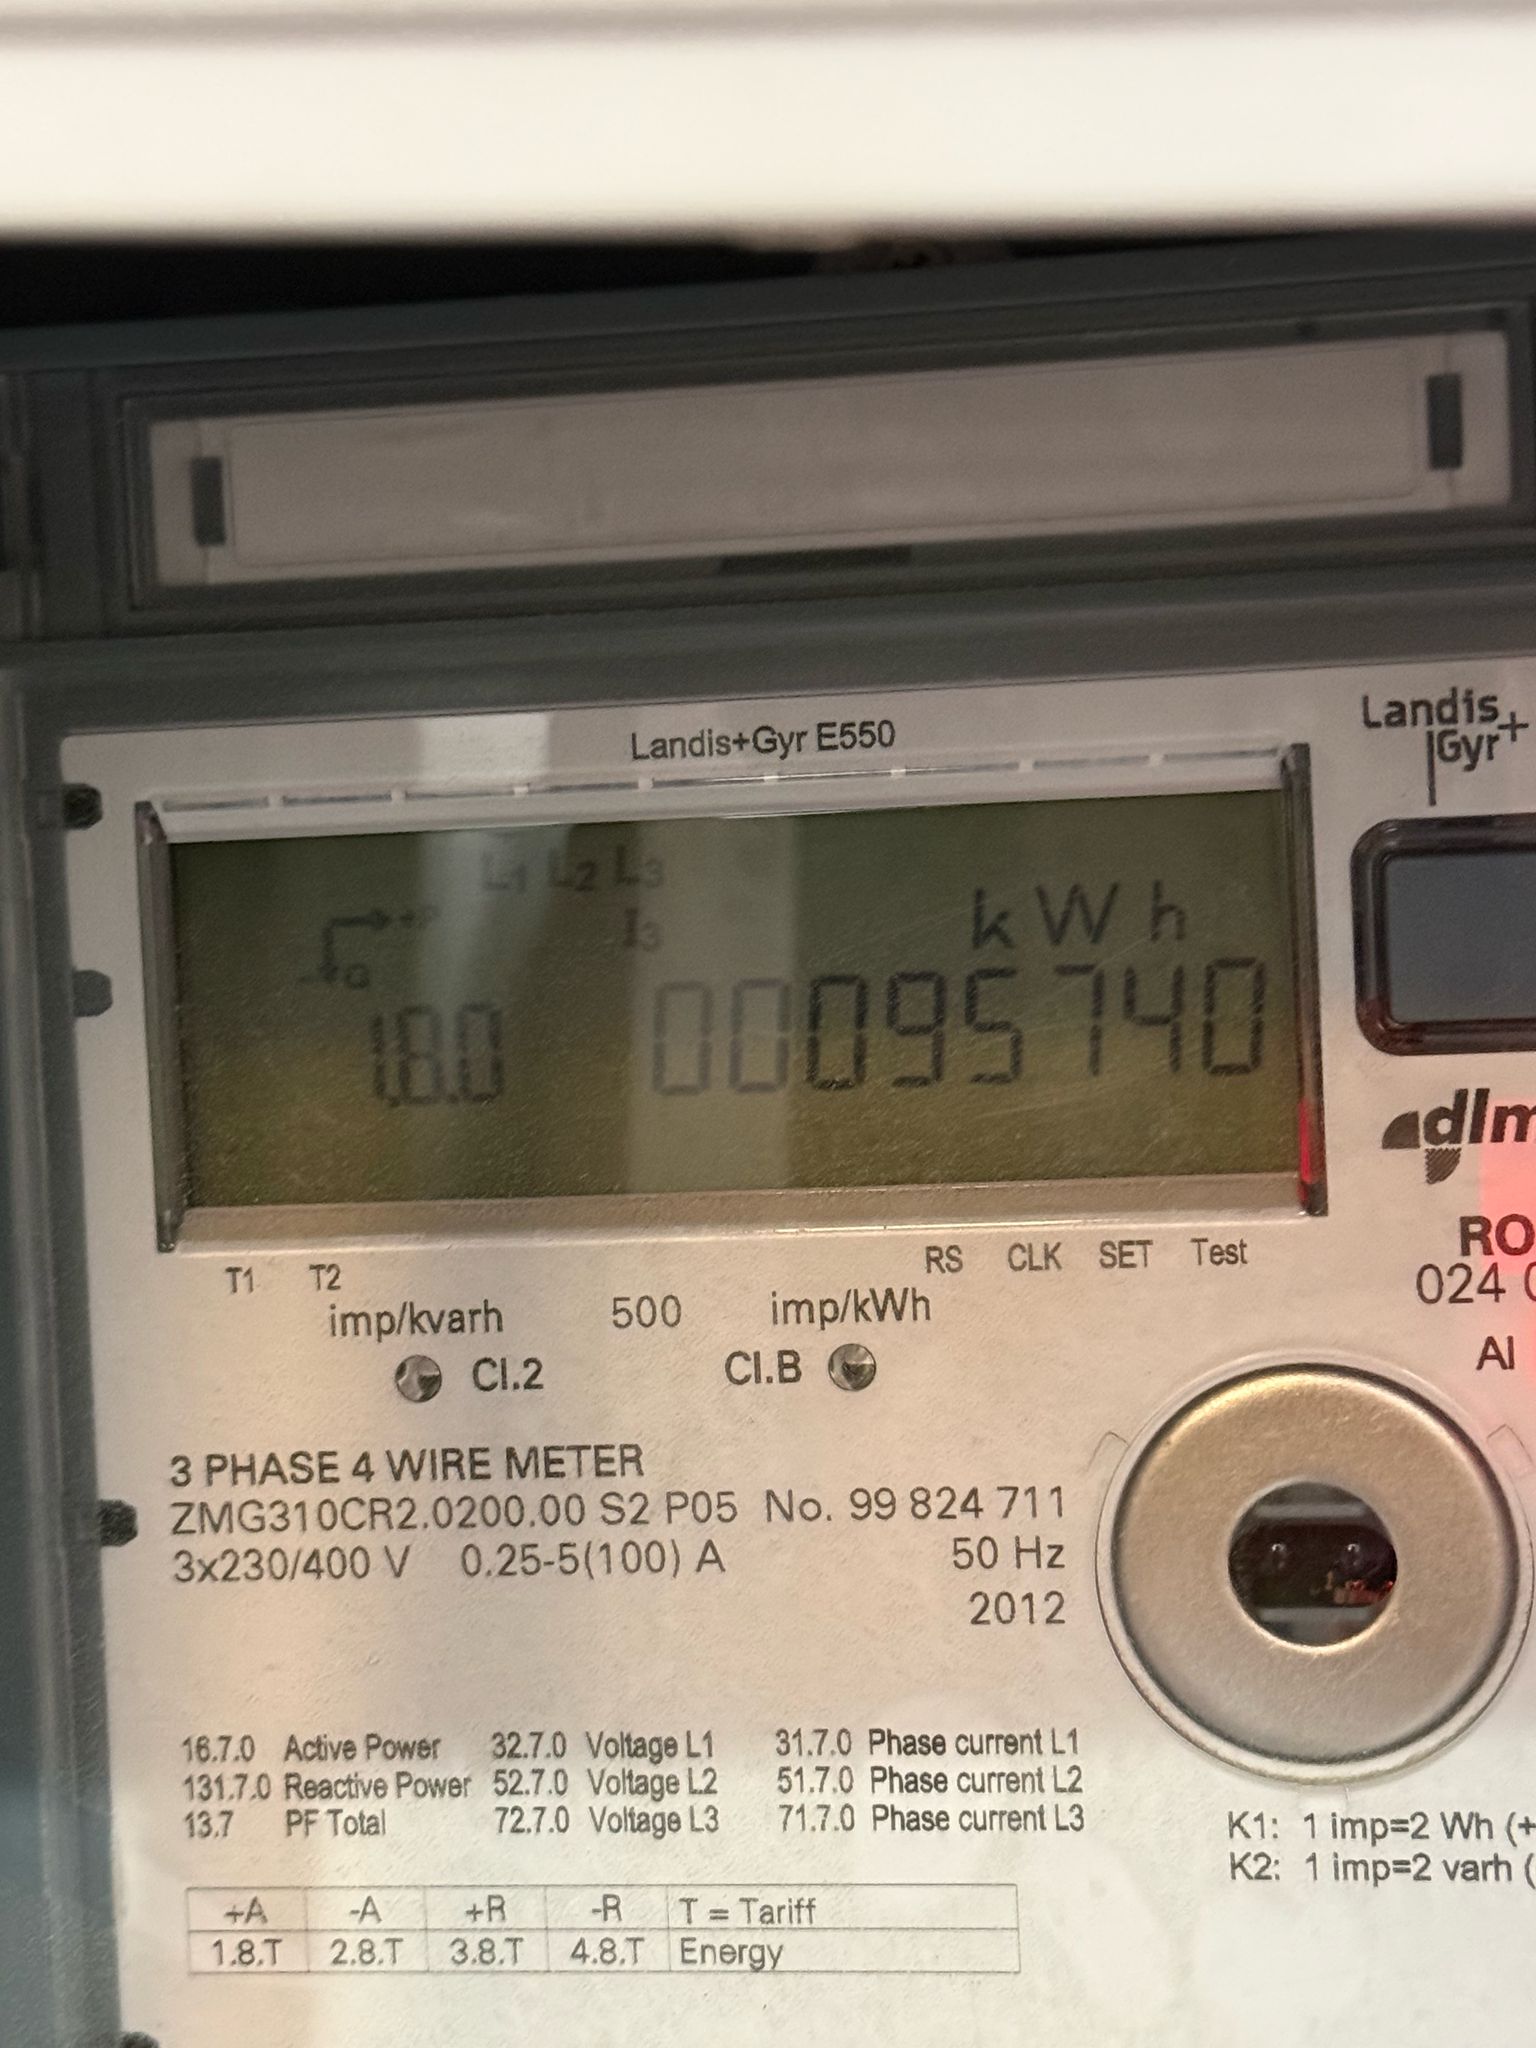 Landis+Gyr E550
Landis+
Gyr
L1 L2 L3
+P
I3
kWh
1.8.0 00095740
dlm
RO
T1 T2 RS CLK SET Test
024 0
imp/kvarh 500 imp/kWh
Cl.2 Cl.B
AI
3 PHASE 4 WIRE METER
ZMG310CR2.0200.00 S2 P05 No. 99 824 711
3x230/400 V 0.25-5(100) A 50 Hz
2012
16.7.0 Active Power 32.7.0 Voltage L1 31.7.0 Phase current L1
131.7.0 Reactive Power 52.7.0 Voltage L2 51.7.0 Phase current L2
13.7 PF Total 72.7.0 Voltage L3 71.7.0 Phase current L3
K1: 1 imp=2 Wh (+
K2: 1 imp=2 varh (
+A -A +R -R T = Tariff
1.8.T 2.8.T 3.8.T 4.8.T Energy